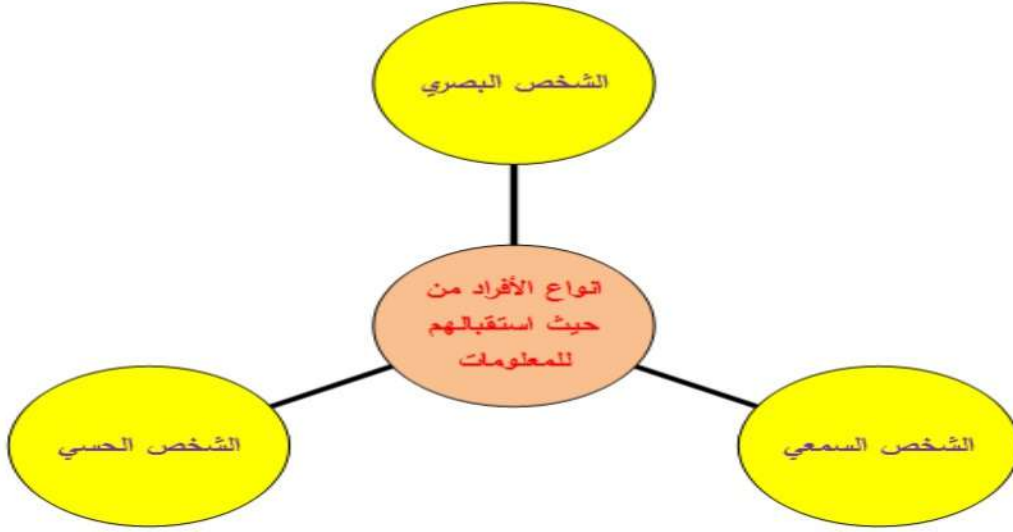 الشخص البصري
انواع الأفراد من
حيث استقبالهم
للمعلومات
الشخص السمعي
الشخص الحسي